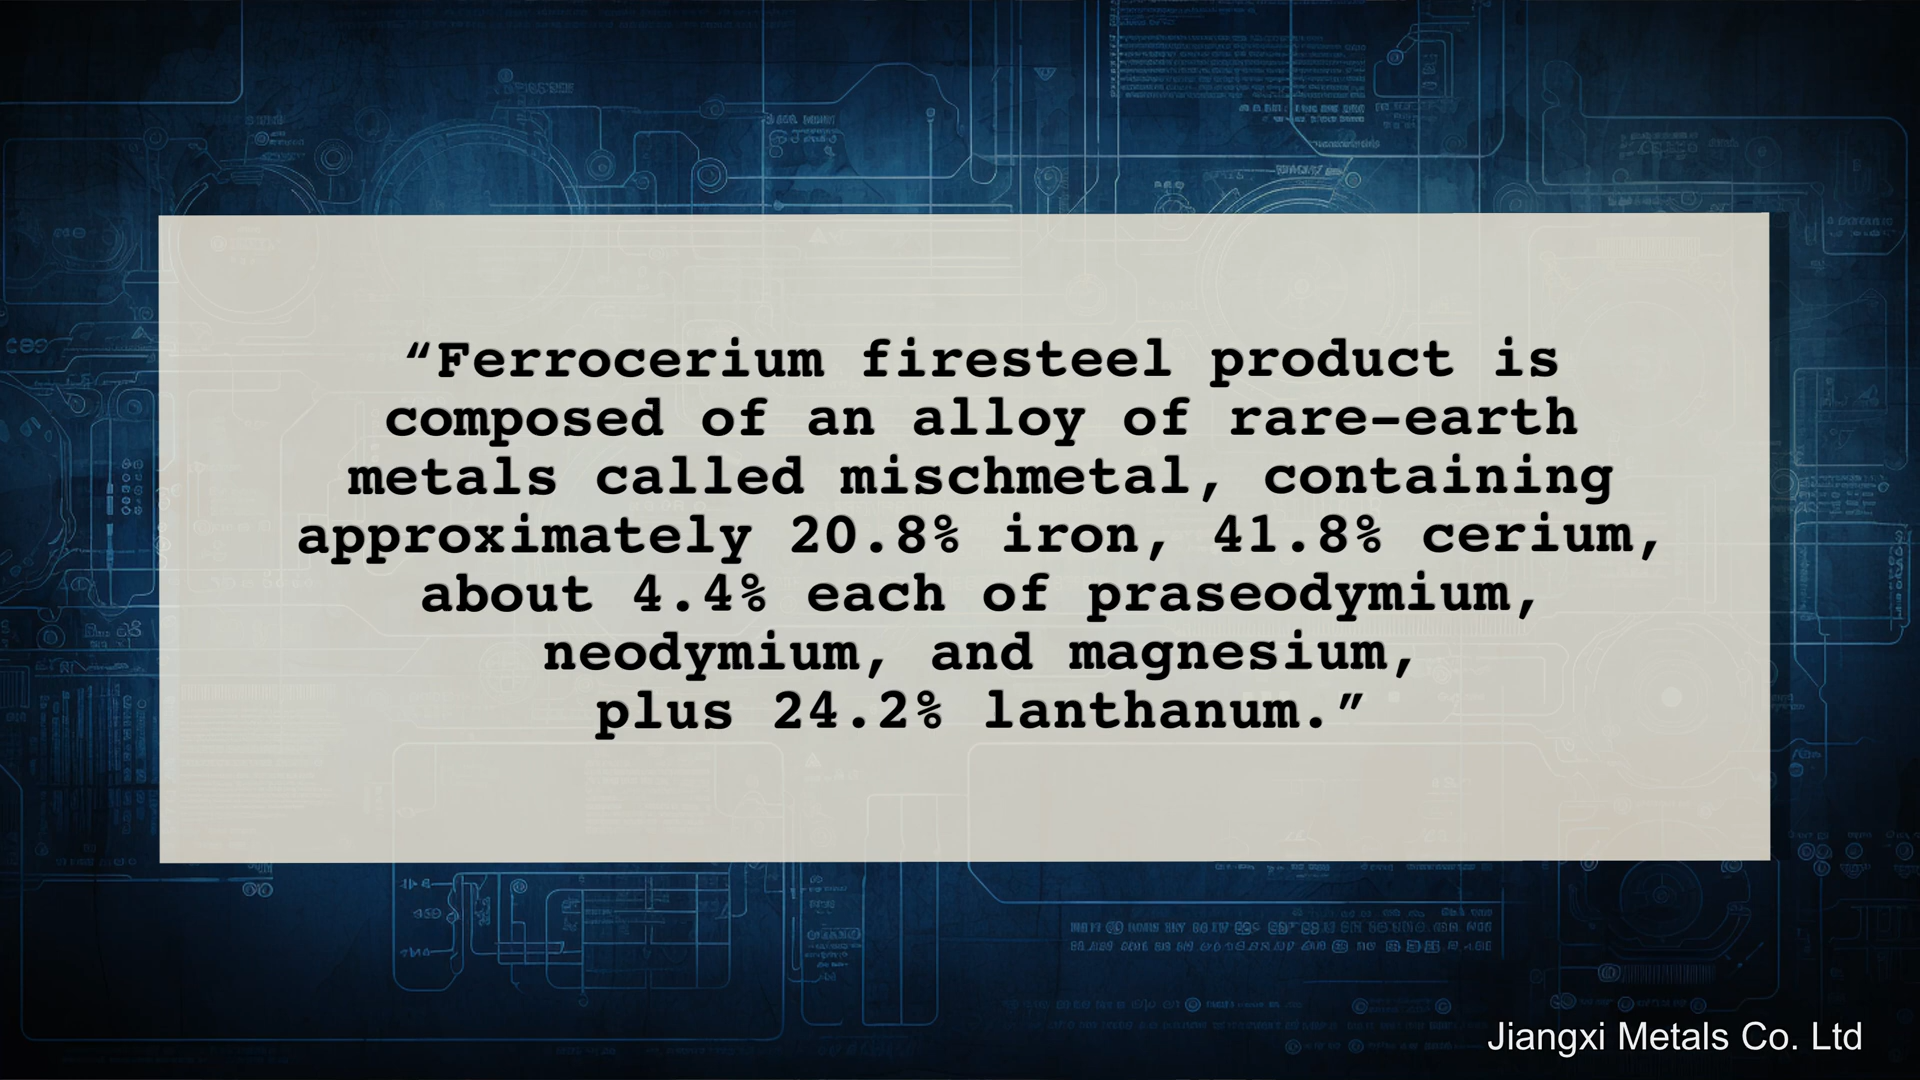 “Ferrocerium firesteel product is
composed of an alloy of rare-earth
metals called mischmetal, containing
approximately 20.8% iron, 41.8% cerium,
about 4.4% each of praseodymium,
neodymium, and magnesium,
plus 24.2% lanthanum.”
Jiangxi Metals Co. Ltd